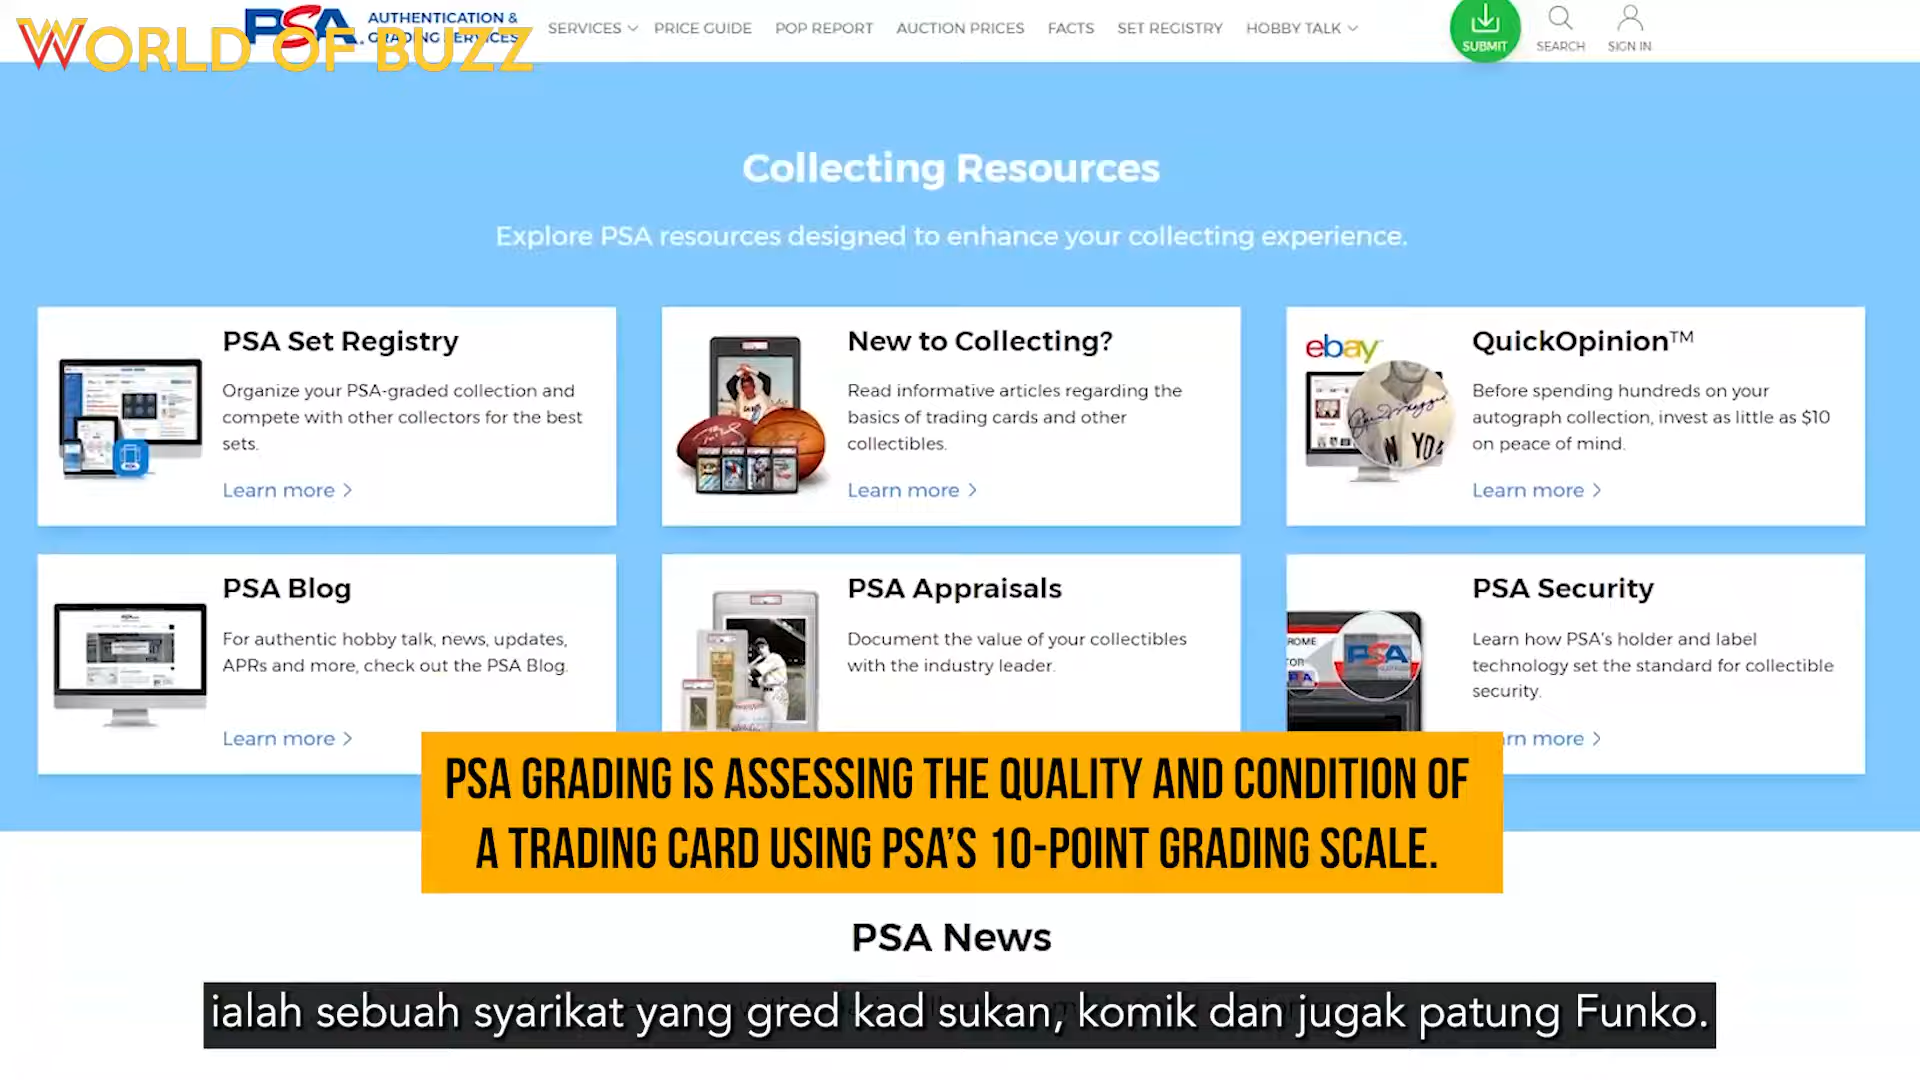 PSA AUTHENTICATION &
GRADING SERVICES
SERVICES
PRICE GUIDE
POP REPORT
AUCTION PRICES
FACTS
SET REGISTRY
HOBBY TALK
SUBMIT
SEARCH
SIGN IN
WORLD OF BUZZ
Collecting Resources
Explore PSA resources designed to enhance your collecting experience.
PSA Set Registry
Organize your PSA-graded collection and
compete with other collectors for the best
sets.
Learn more
New to Collecting?
Read informative articles regarding the
basics of trading cards and other
collectibles.
Learn more
ebay
QuickOpinion™
Before spending hundreds on your
autograph collection, invest as little as $10
on peace of mind.
Learn more
PSA Blog
For authentic hobby talk, news, updates,
APRs and more, check out the PSA Blog.
Learn more
PSA Appraisals
Document the value of your collectibles
with the industry leader.
PSA
PSA Security
Learn how PSA's holder and label
technology set the standard for collectible
security.
rn more
PSA GRADING IS ASSESSING THE QUALITY AND CONDITION OF
A TRADING CARD USING PSA'S 10-POINT GRADING SCALE.
PSA News
ialah sebuah syarikat yang gred kad sukan, komik dan jugak patung Funko.